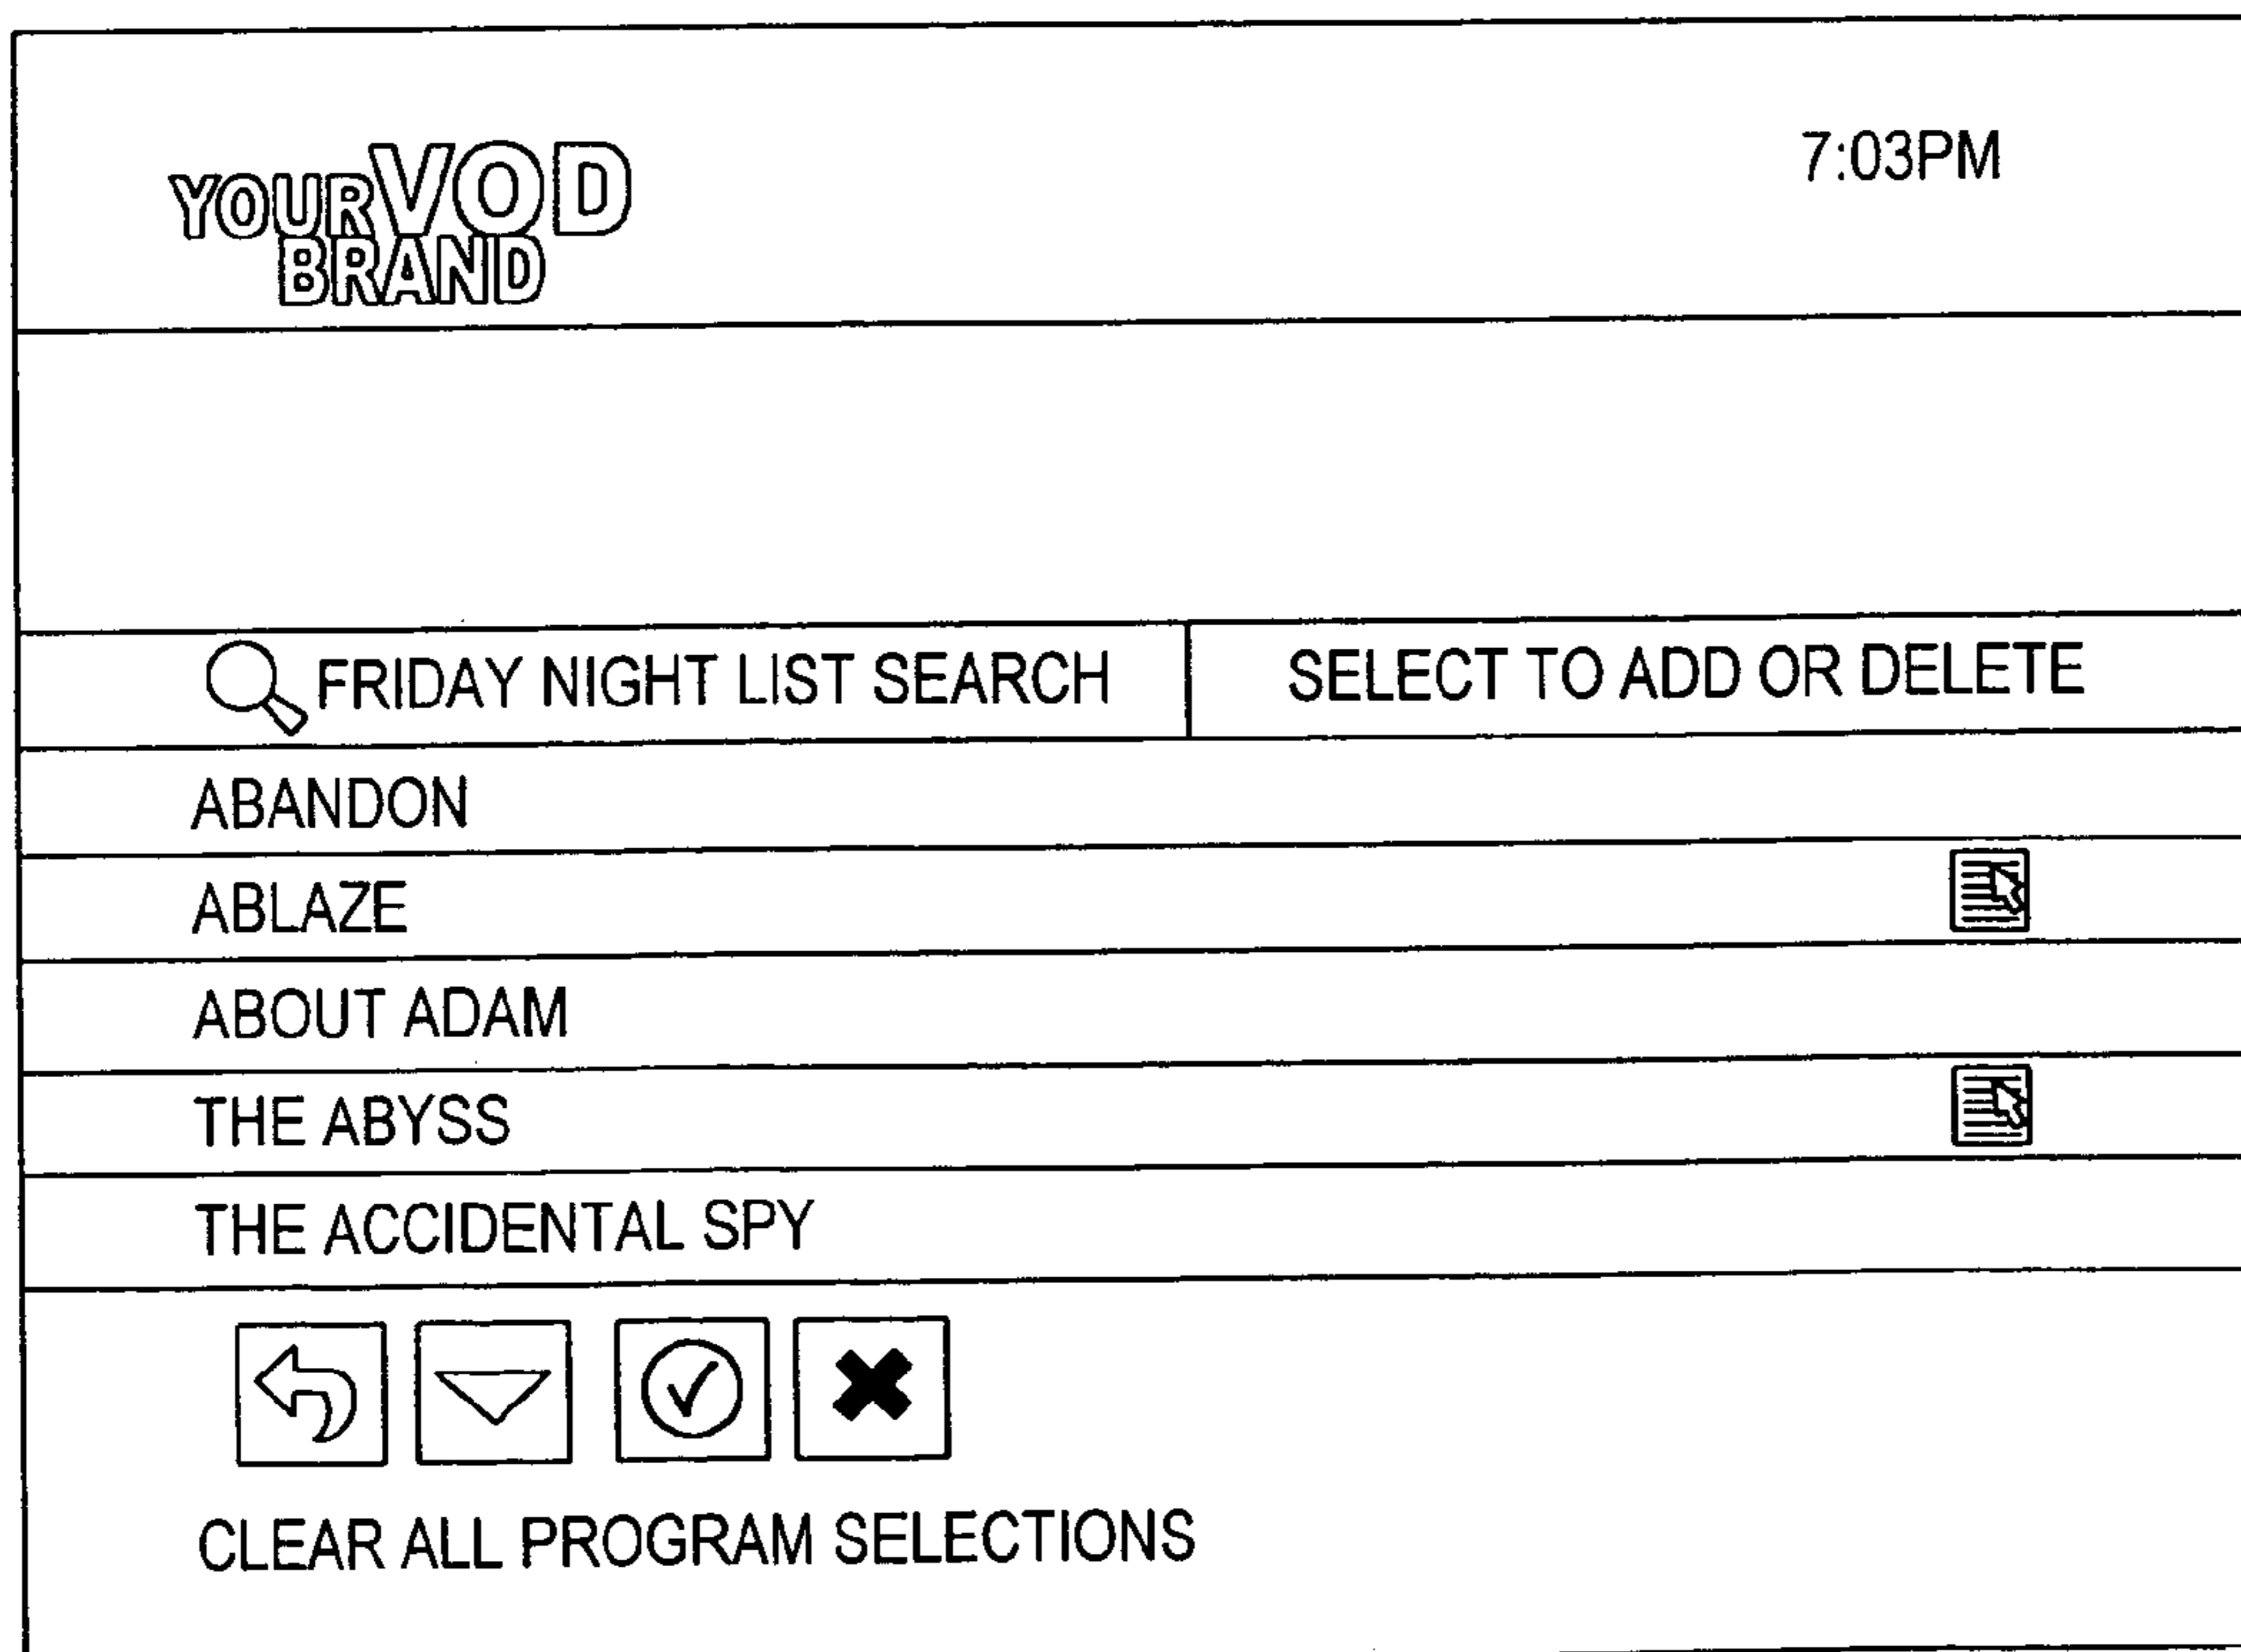 YOUR VOD
BRAND
7:03PM
FRIDAY NIGHT LIST SEARCH
SELECT TO ADD OR DELETE
ABANDON
ABLAZE
ABOUT ADAM
THE ABYSS
THE ACCIDENTAL SPY
CLEAR ALL PROGRAM SELECTIONS